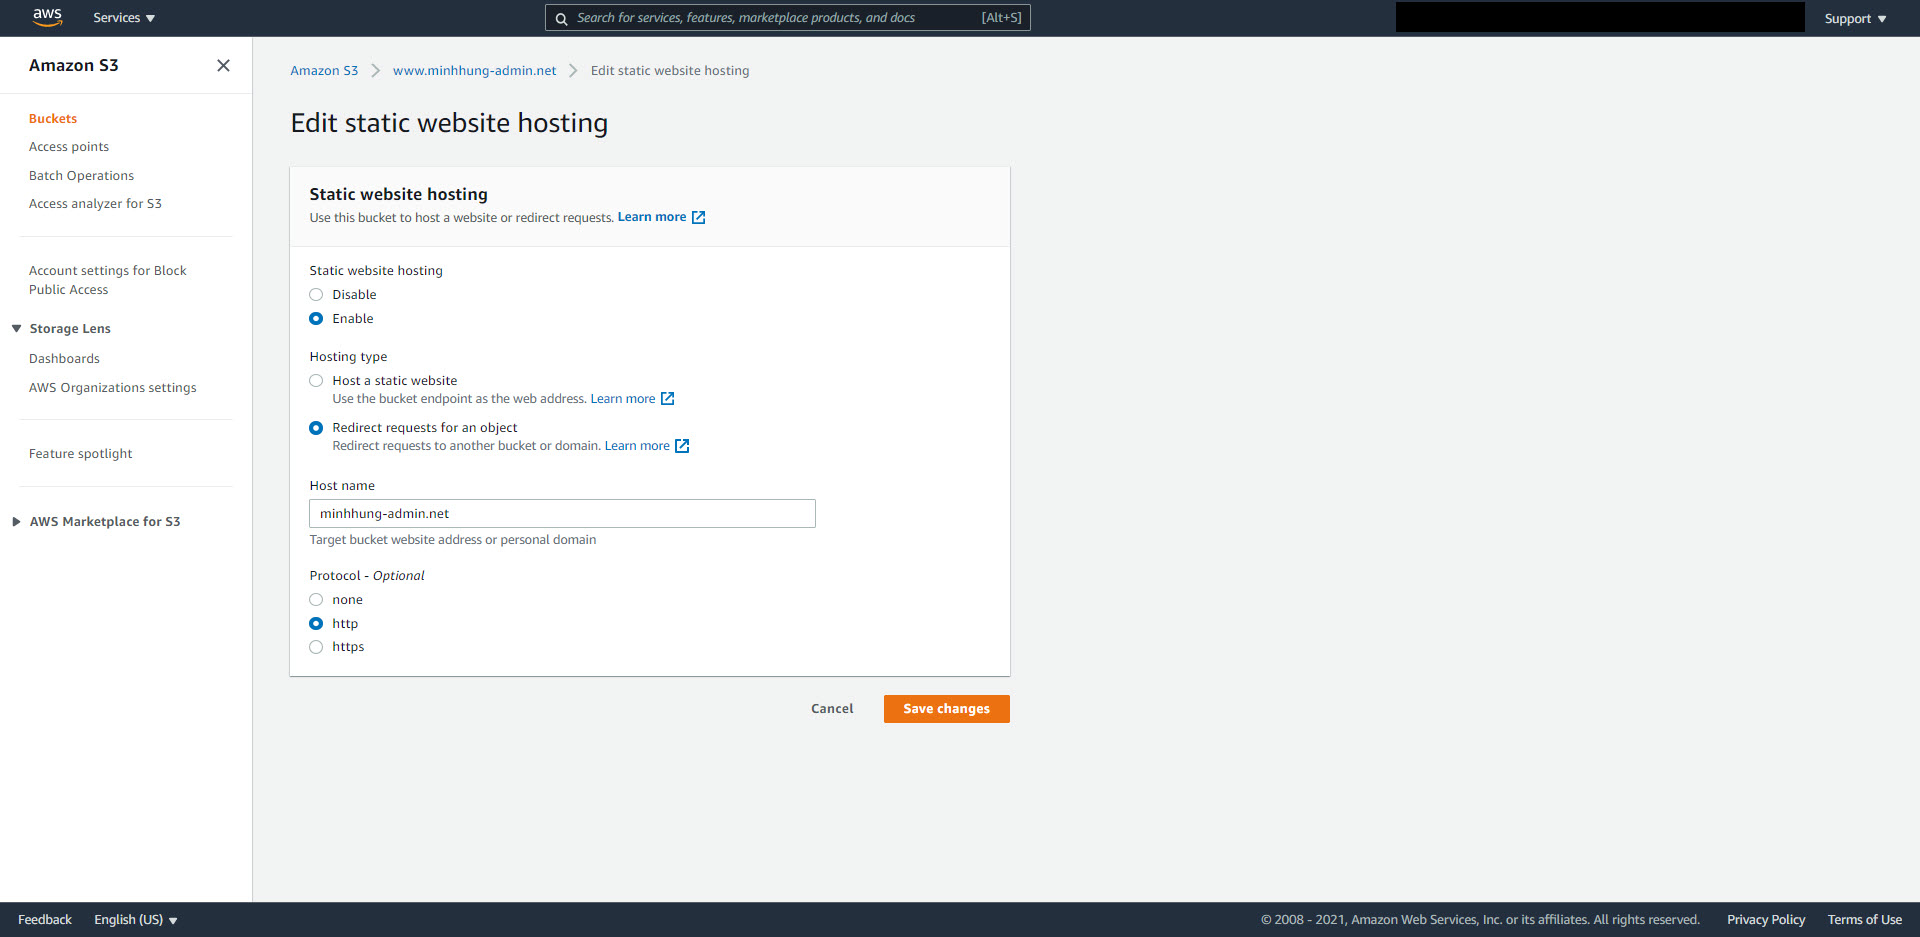 aws
Services
Search for services, features, marketplace products, and docs [Alt+S]
Support
Amazon S3
Buckets
Access points
Batch Operations
Access analyzer for S3
Account settings for Block
Public Access
Storage Lens
Dashboards
AWS Organizations settings
Feature spotlight
AWS Marketplace for S3
Amazon S3 www.minhhung-admin.net Edit static website hosting
Edit static website hosting
Static website hosting
Use this bucket to host a website or redirect requests. Learn more
Static website hosting
Disable
Enable
Hosting type
Host a static website
Use the bucket endpoint as the web address. Learn more
Redirect requests for an object
Redirect requests to another bucket or domain. Learn more
Host name
minhhung-admin.net
Target bucket website address or personal domain
Protocol - Optional
none
http
https
Cancel
Save changes
Feedback
English (US)
© 2008 - 2021, Amazon Web Services, Inc. or its affiliates. All rights reserved.
Privacy Policy
Terms of Use